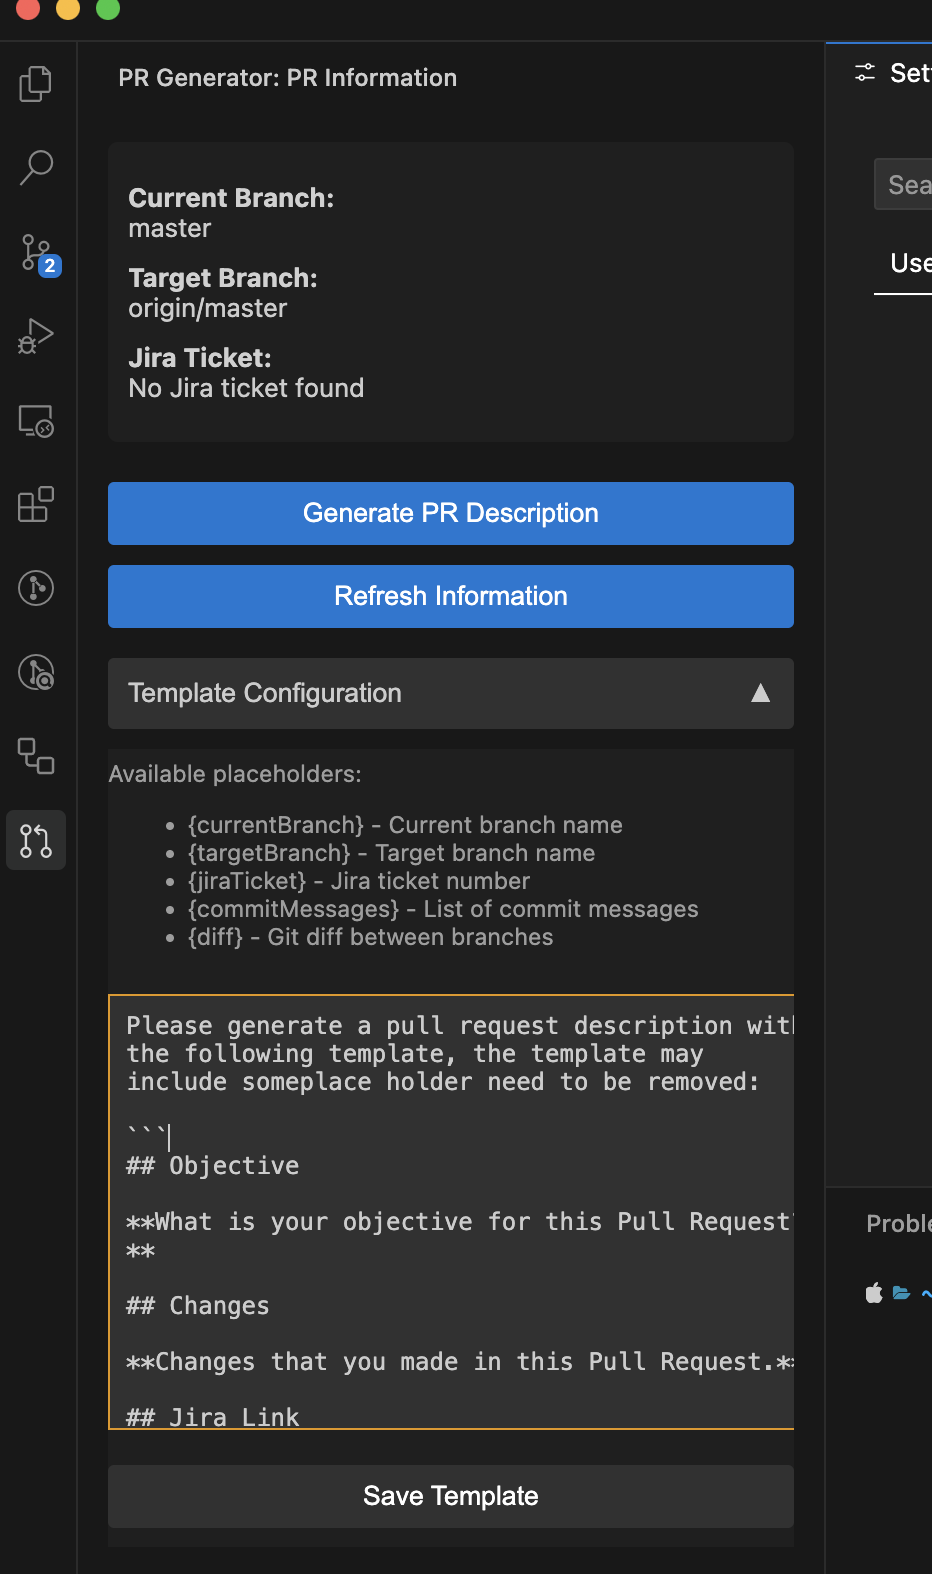 PR Generator: PR Information
Current Branch:
master
Target Branch:
origin/master
Jira Ticket:
No Jira ticket found
Generate PR Description
Refresh Information
Template Configuration ▲
Available placeholders:
• {currentBranch} - Current branch name
• {targetBranch} - Target branch name
• {jiraTicket} - Jira ticket number
• {commitMessages} - List of commit messages
• {diff} - Git diff between branches
Please generate a pull request description with
the following template, the template may
include someplace holder need to be removed:
```
## Objective
**What is your objective for this Pull Request?
**
## Changes
**Changes that you made in this Pull Request.**
## Jira Link
Save Template
2
Set
Sea
Use
Proble
~